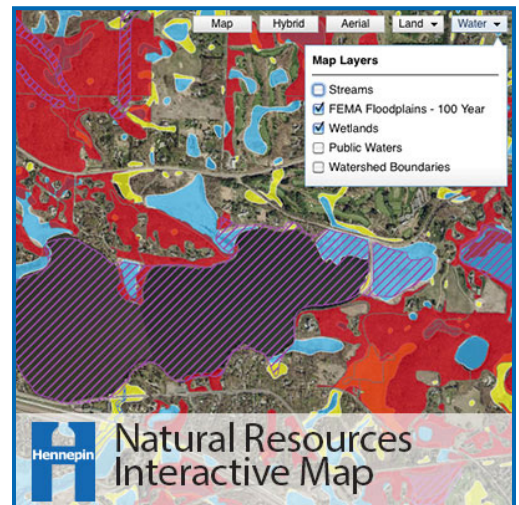 Map Hybrid Aerial Land Water
Map Layers
Streams
FEMA Floodplains - 100 Year
Wetlands
Public Waters
Watershed Boundaries
Hennepin
Natural Resources
Interactive Map